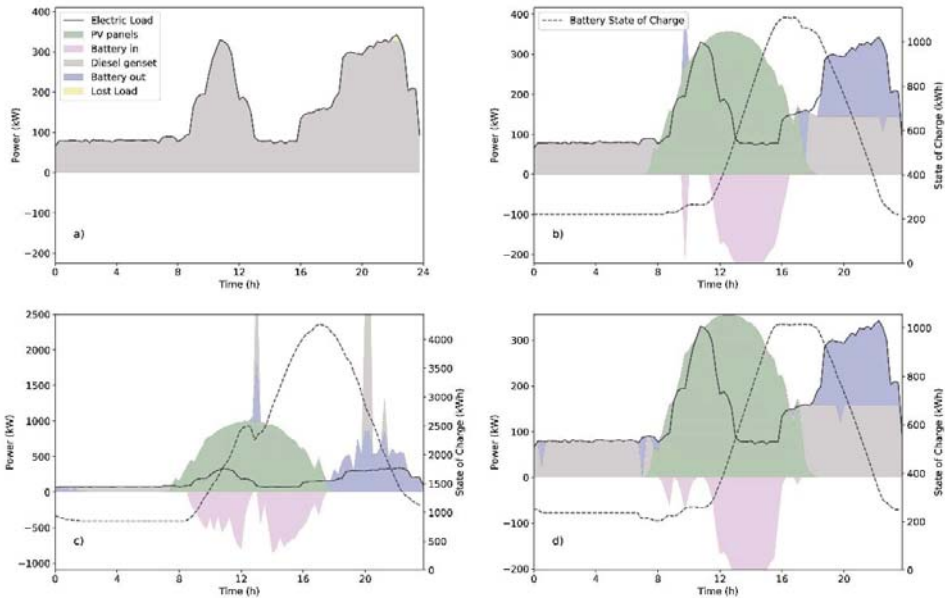 Electric Load
PV panels
Battery in
Diesel genset
Battery out
Lost Load
400
300
200
100
0
−100
−200
Power (kW)
a)
0 4 8 12 16 20 24
Time (h)
Battery State of Charge
400
300
200
100
0
−100
−200
Power (kW)
1000
800
600
400
200
0
State of Charge (kWh)
b)
0 4 8 12 16 20
Time (h)
2500
2000
1500
1000
500
0
−500
−1000
Power (kW)
4000
3500
3000
2500
2000
1500
1000
500
0
State of Charge (kWh)
c)
0 4 8 12 16 20
Time (h)
300
200
100
0
−100
−200
Power (kW)
1000
800
600
400
200
0
State of Charge (kWh)
d)
0 4 8 12 16 20
Time (h)